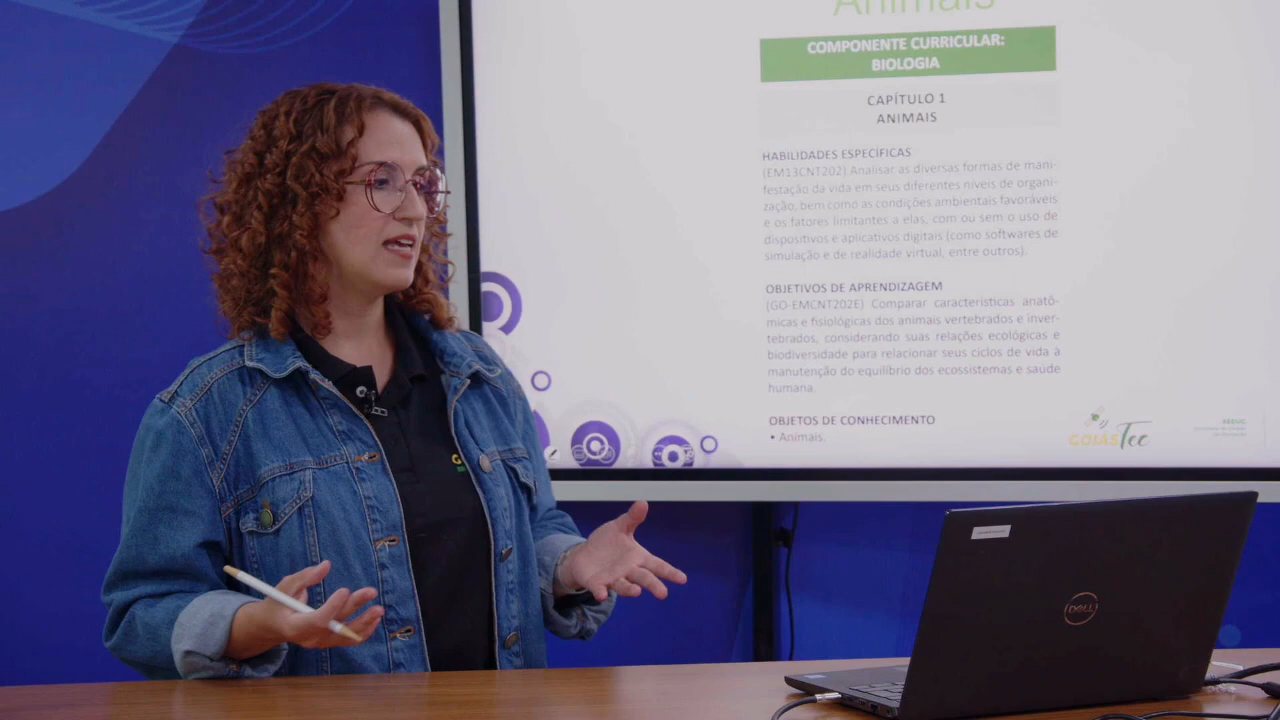 Animais
COMPONENTE CURRICULAR:
BIOLOGIA
CAPÍTULO 1
ANIMAIS
HABILIDADES ESPECÍFICAS
(EM13CNT202) Analisar as diversas formas de mani-
festação da vida em seus diferentes níveis de organi-
zação, bem como as condições ambientais favoráveis
e os fatores limitantes a elas, com ou sem o uso de
dispositivos e aplicativos digitais (como softwares de
simulação e de realidade virtual, entre outros).
OBJETIVOS DE APRENDIZAGEM
(GO-EMCNT202E) Comparar características anatô-
micas e fisiológicas dos animais vertebrados e inver-
tebrados, considerando suas relações ecológicas e
biodiversidade para relacionar seus ciclos de vida à
manutenção do equilíbrio dos ecossistemas e saúde
humana.
OBJETOS DE CONHECIMENTO
• Animais.
GOIÁS Tec
SEDUC
DELL